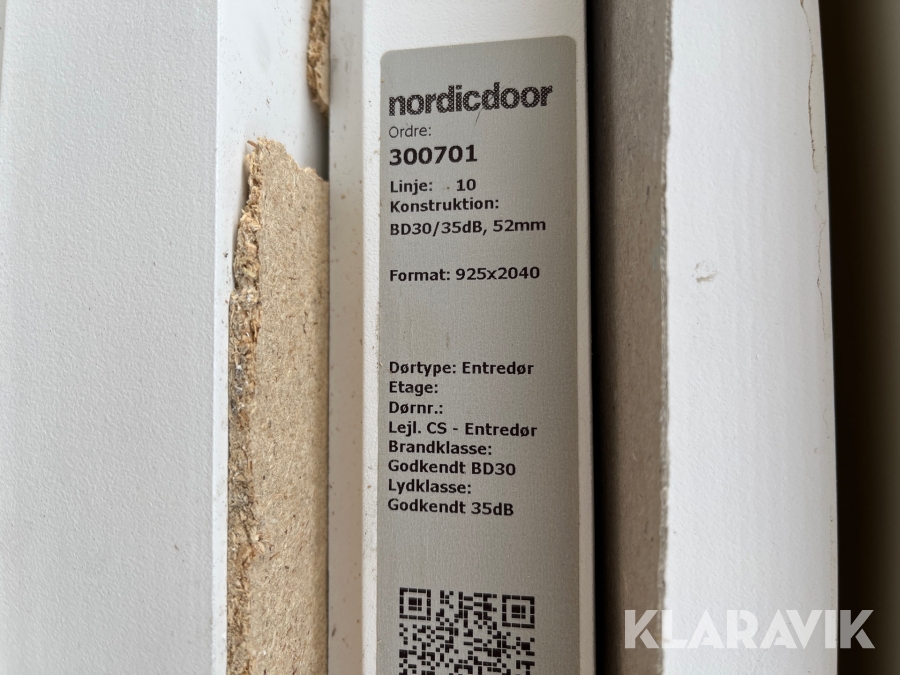 nordicdoor
Ordre:
300701
Linje: 10
Konstruktion:
BD30/35dB, 52mm
Format: 925x2040
Dørtype: Entredør
Etage:
Dørnr.:
Lejl. CS - Entredør
Brandklasse:
Godkendt BD30
Lydklasse:
Godkendt 35dB
KLARAVIK